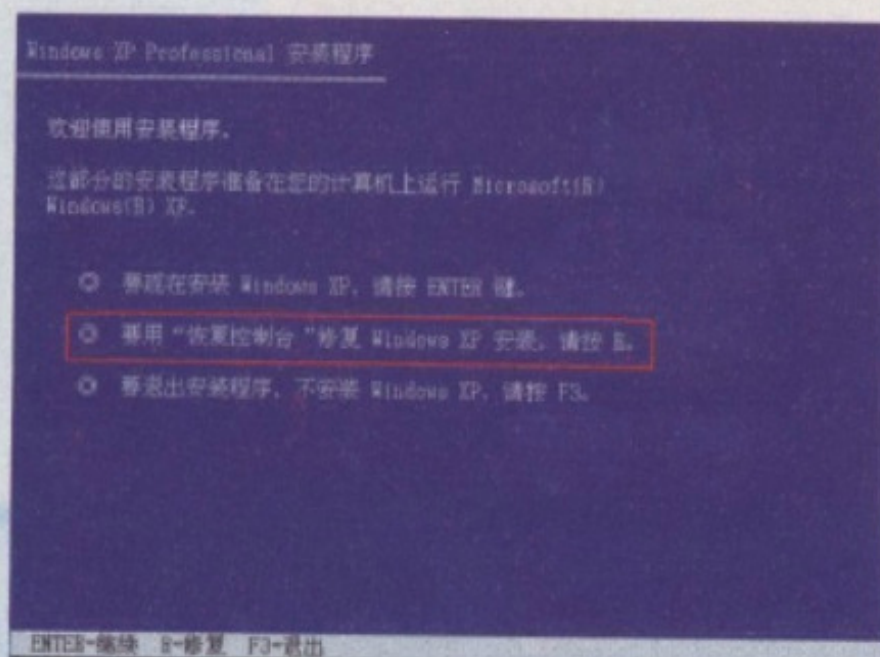 Windows XP Professional 安装程序
欢迎使用安装程序。
这部分的安装程序准备在您的计算机上运行 Microsoft(R)
Windows(R) XP。
要现在安装 Windows XP，请按 ENTER 键。
要用“恢复控制台”修复 Windows XP 安装，请按 R。
要退出安装程序，不安装 Windows XP，请按 F3。
ENTER=继续 R=修复 F3=退出